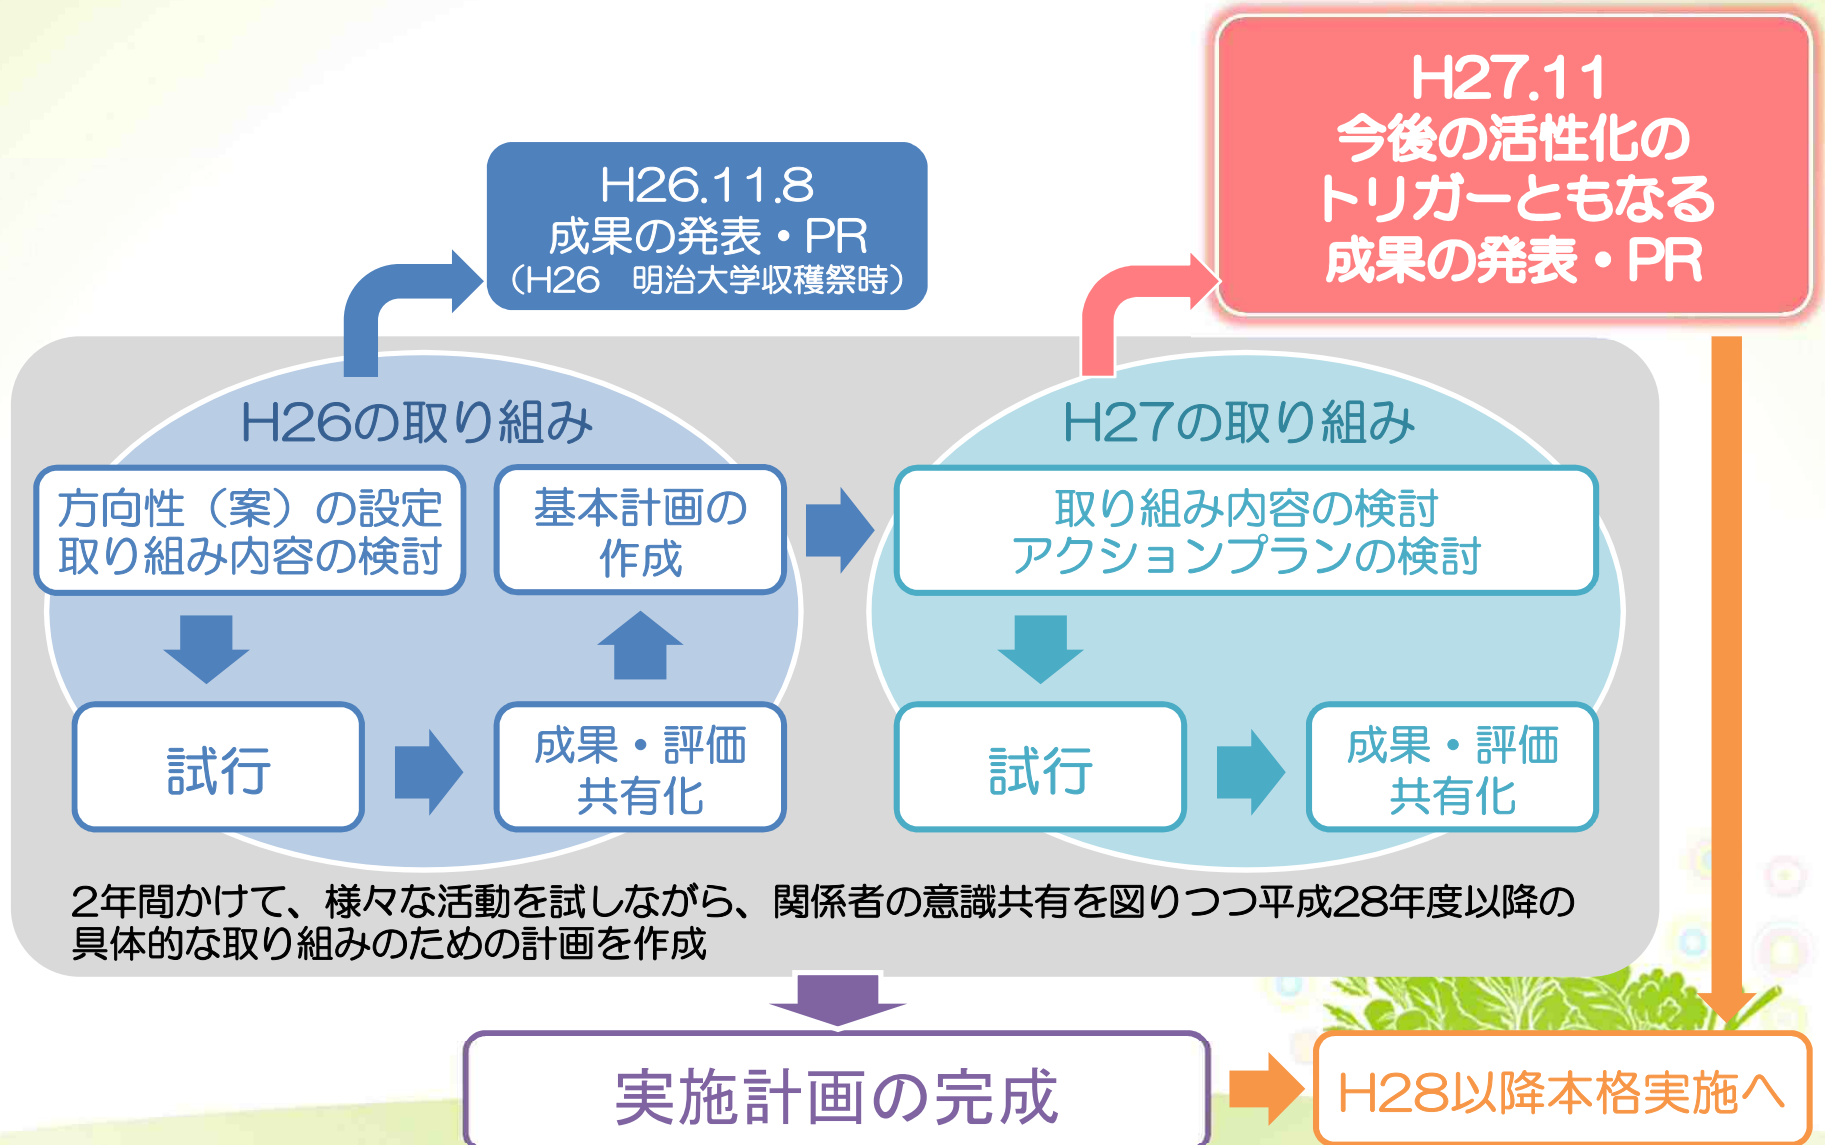 H27.11
今後の活性化の
トリガーともなる
成果の発表・PR
H26.11.8
成果の発表・PR
（H26　明治大学収穫祭時）
H26の取り組み
方向性（案）の設定
取り組み内容の検討
基本計画の
作成
試行
成果・評価
共有化
H27の取り組み
取り組み内容の検討
アクションプランの検討
試行
成果・評価
共有化
2年間かけて、様々な活動を試しながら、関係者の意識共有を図りつつ平成28年度以降の
具体的な取り組みのための計画を作成
実施計画の完成
H28以降本格実施へ